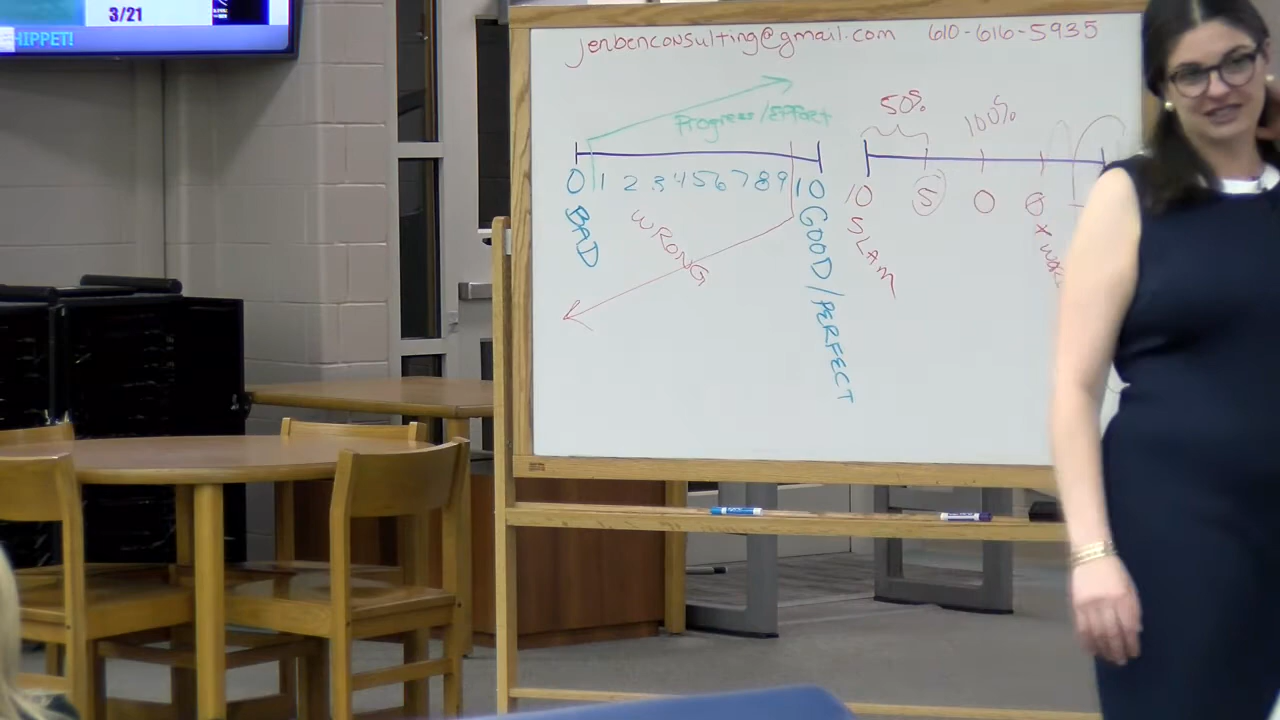 3/21
HIPPET!
jenbenconsulting@gmail.com 610-616-5935
Progress/Effort
50%
100%
0 1 2 3 4 5 6 7 8 9 10
10 5 0
BAD
WRONG
GOOD/PERFECT
SLAM